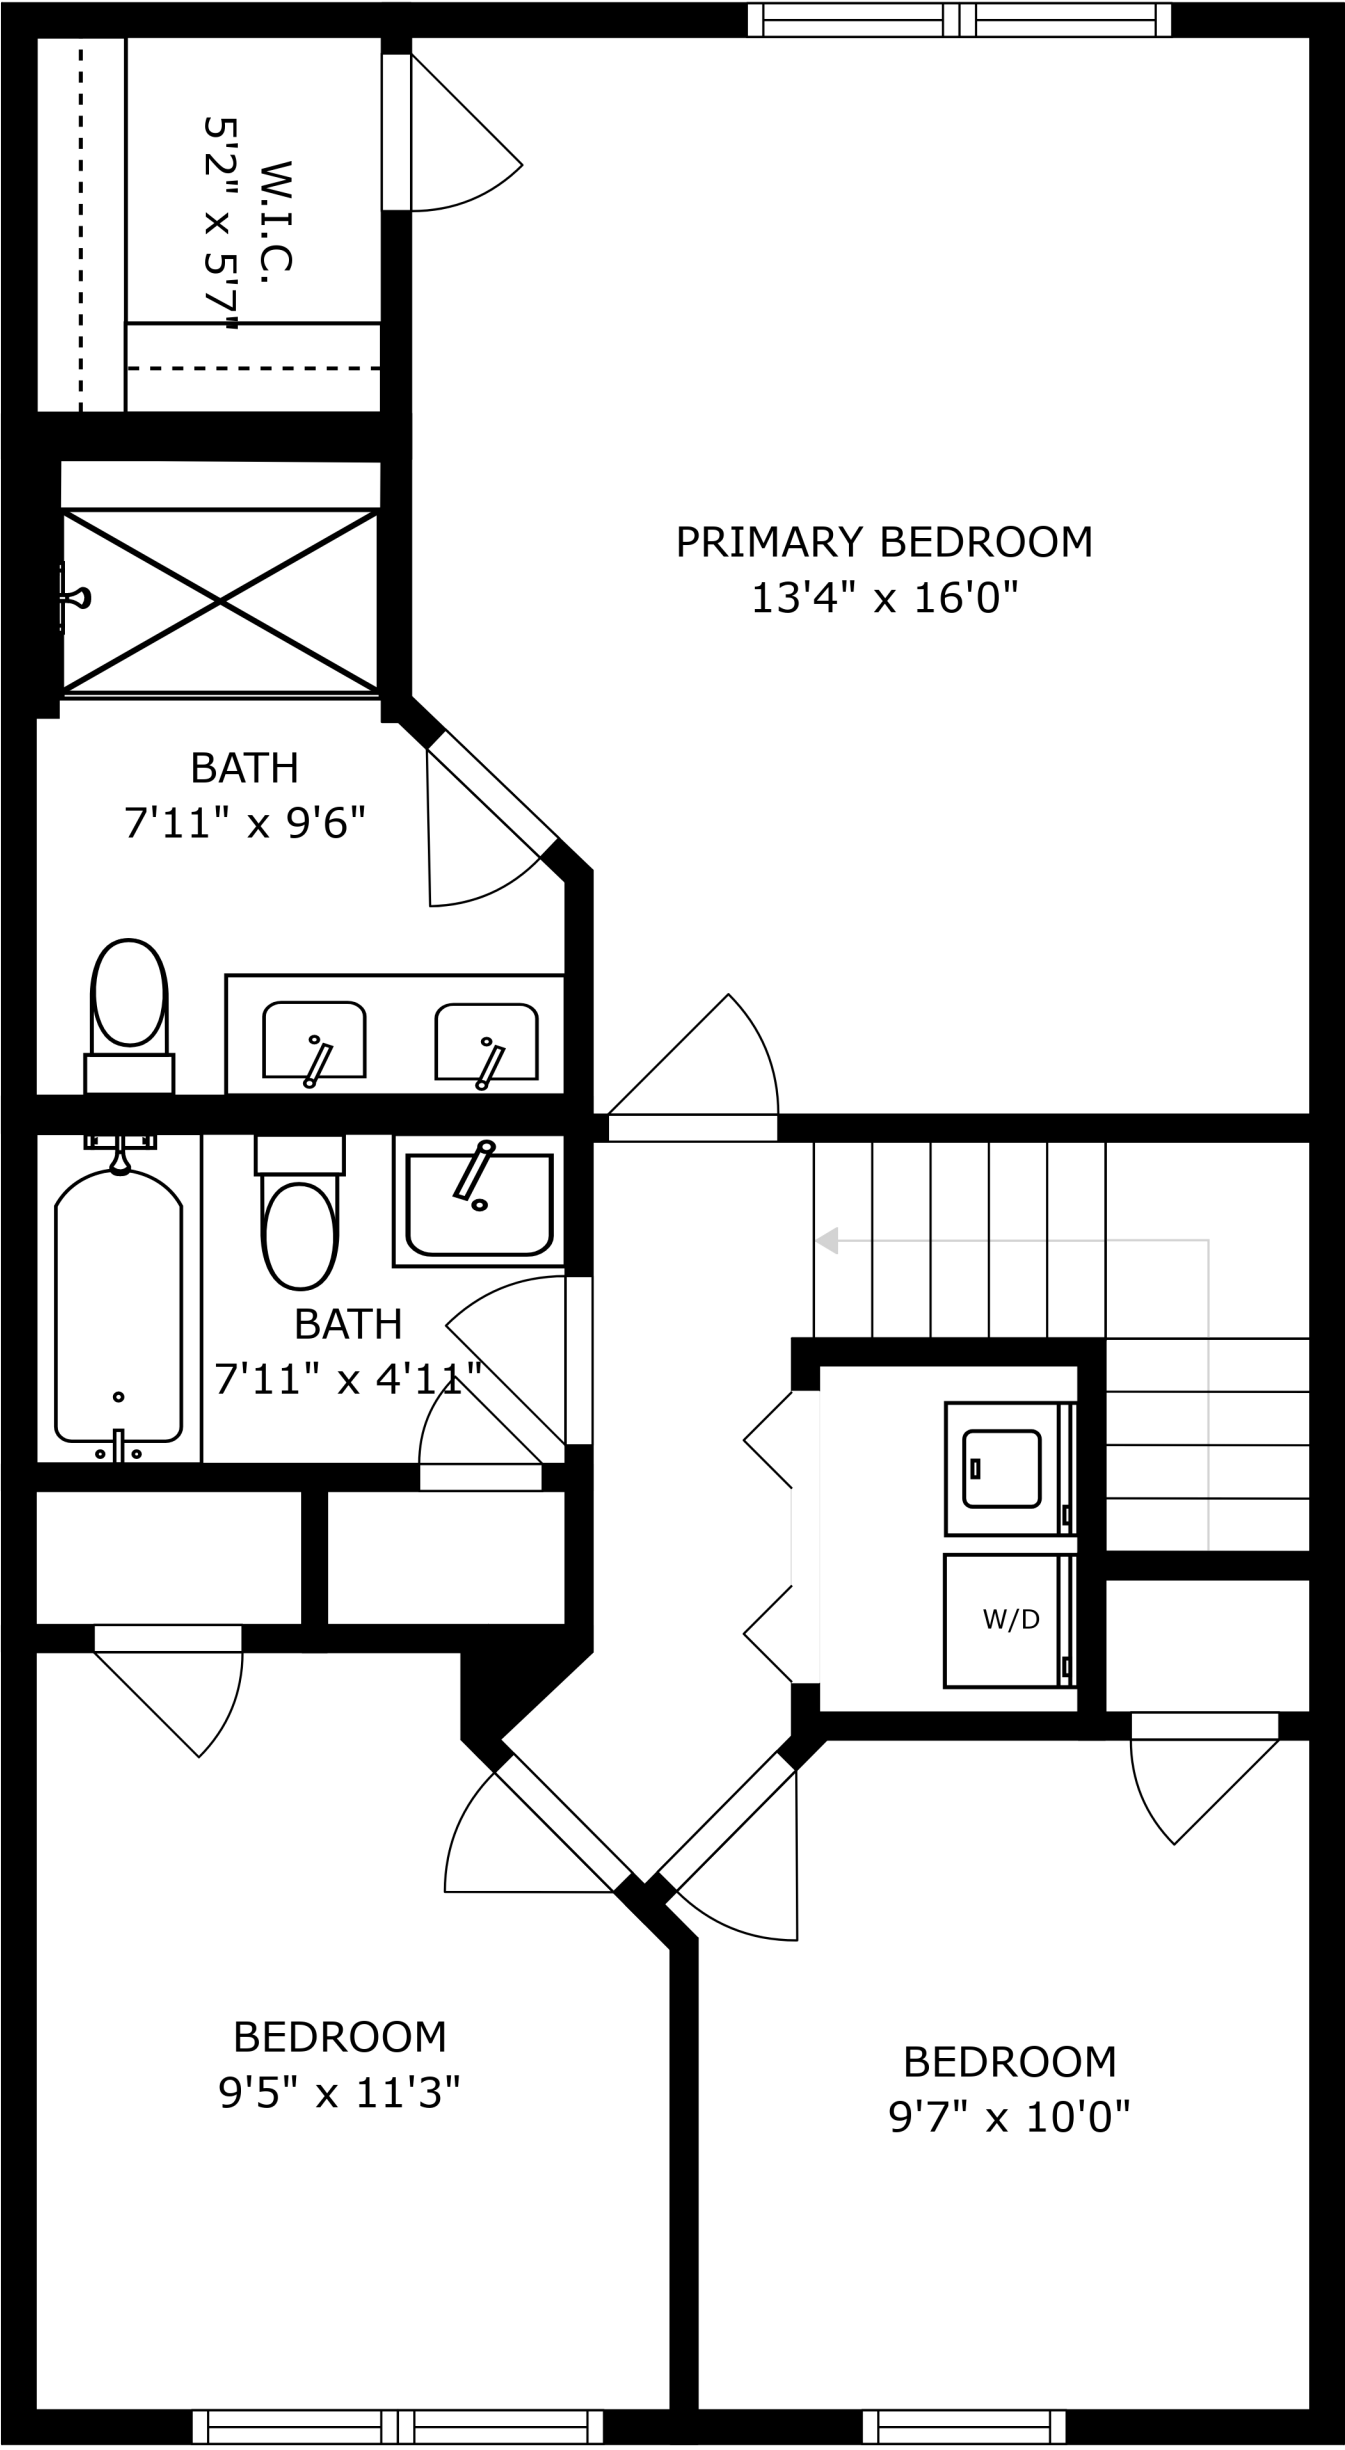 W.I.C.
5'2" x 5'7"
PRIMARY BEDROOM
13'4" x 16'0"
BATH
7'11" x 9'6"
BATH
7'11" x 4'11"
W/D
BEDROOM
9'5" x 11'3"
BEDROOM
9'7" x 10'0"